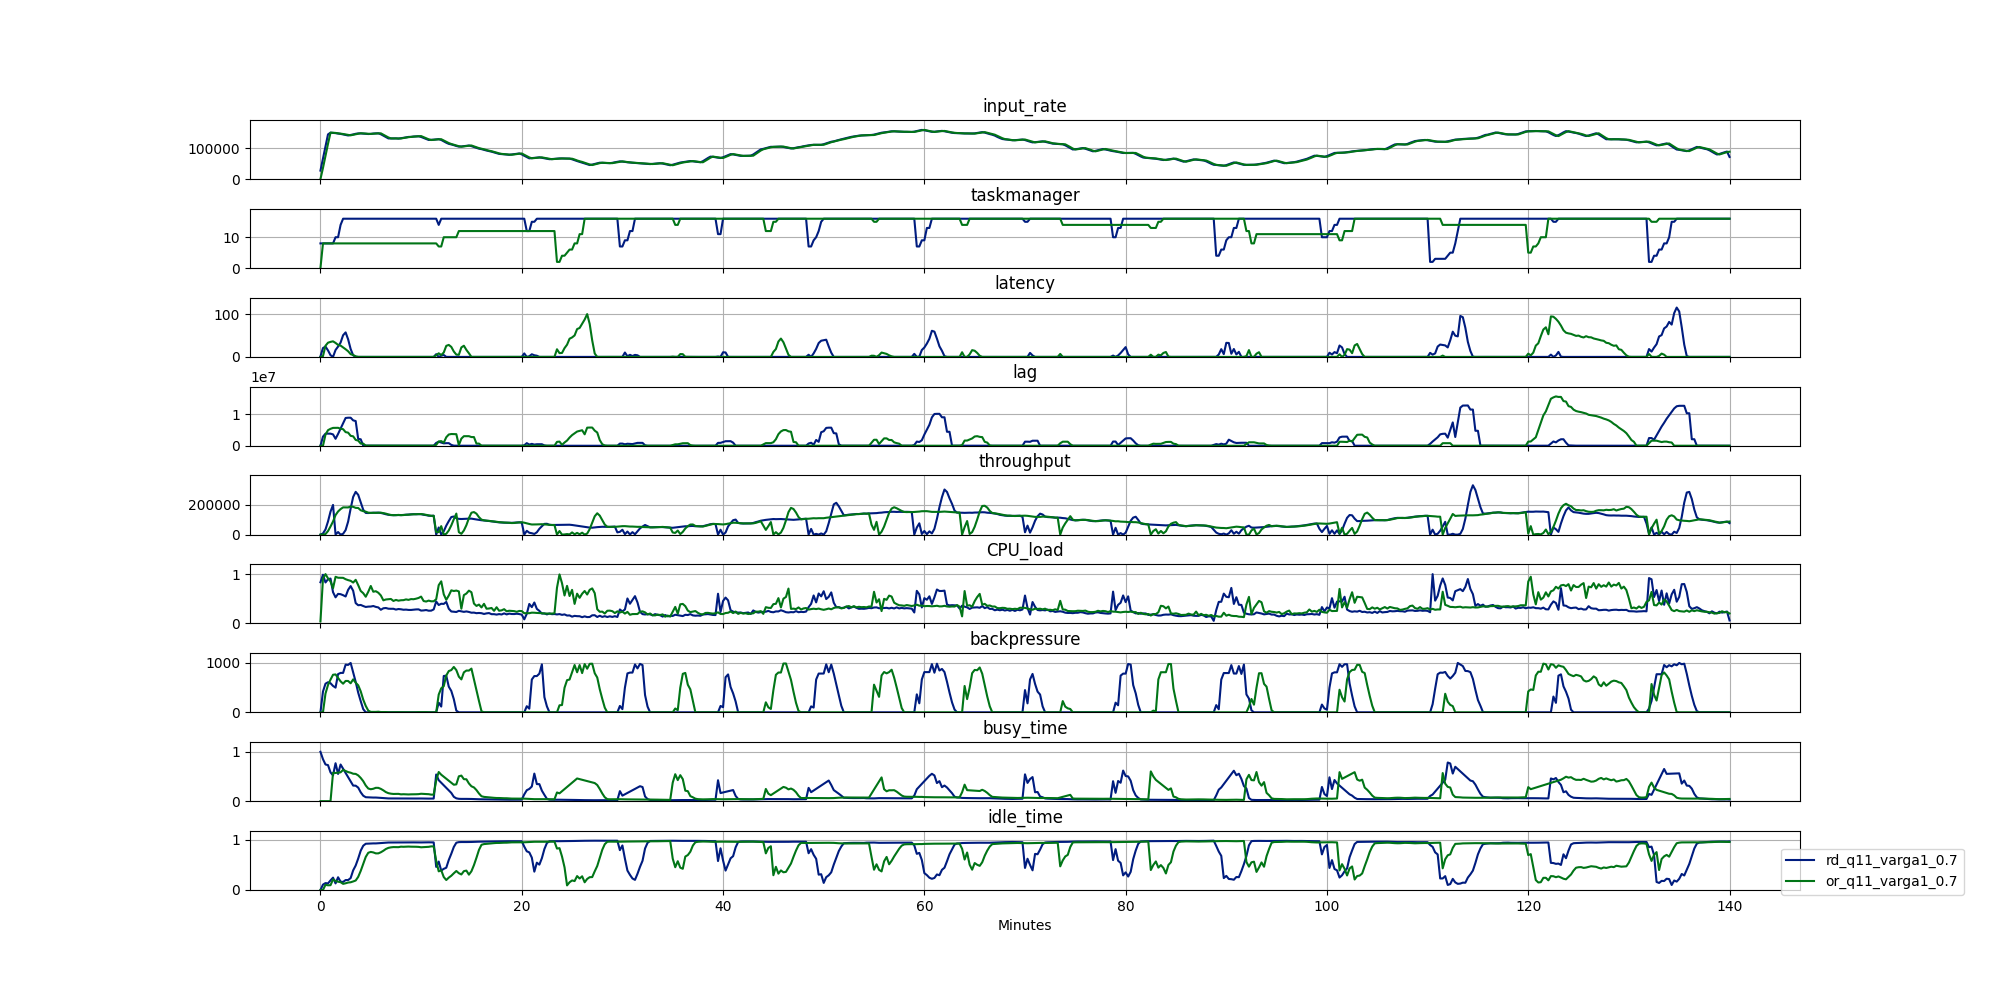 input_rate
100000
0
taskmanager
10
0
latency
100
0
1e7
lag
1
0
throughput
200000
0
CPU_load
1
0
backpressure
1000
0
busy_time
1
0
idle_time
1
0
rd_q11_varga1_0.7
or_q11_varga1_0.7
0 20 40 60 80 100 120 140
Minutes